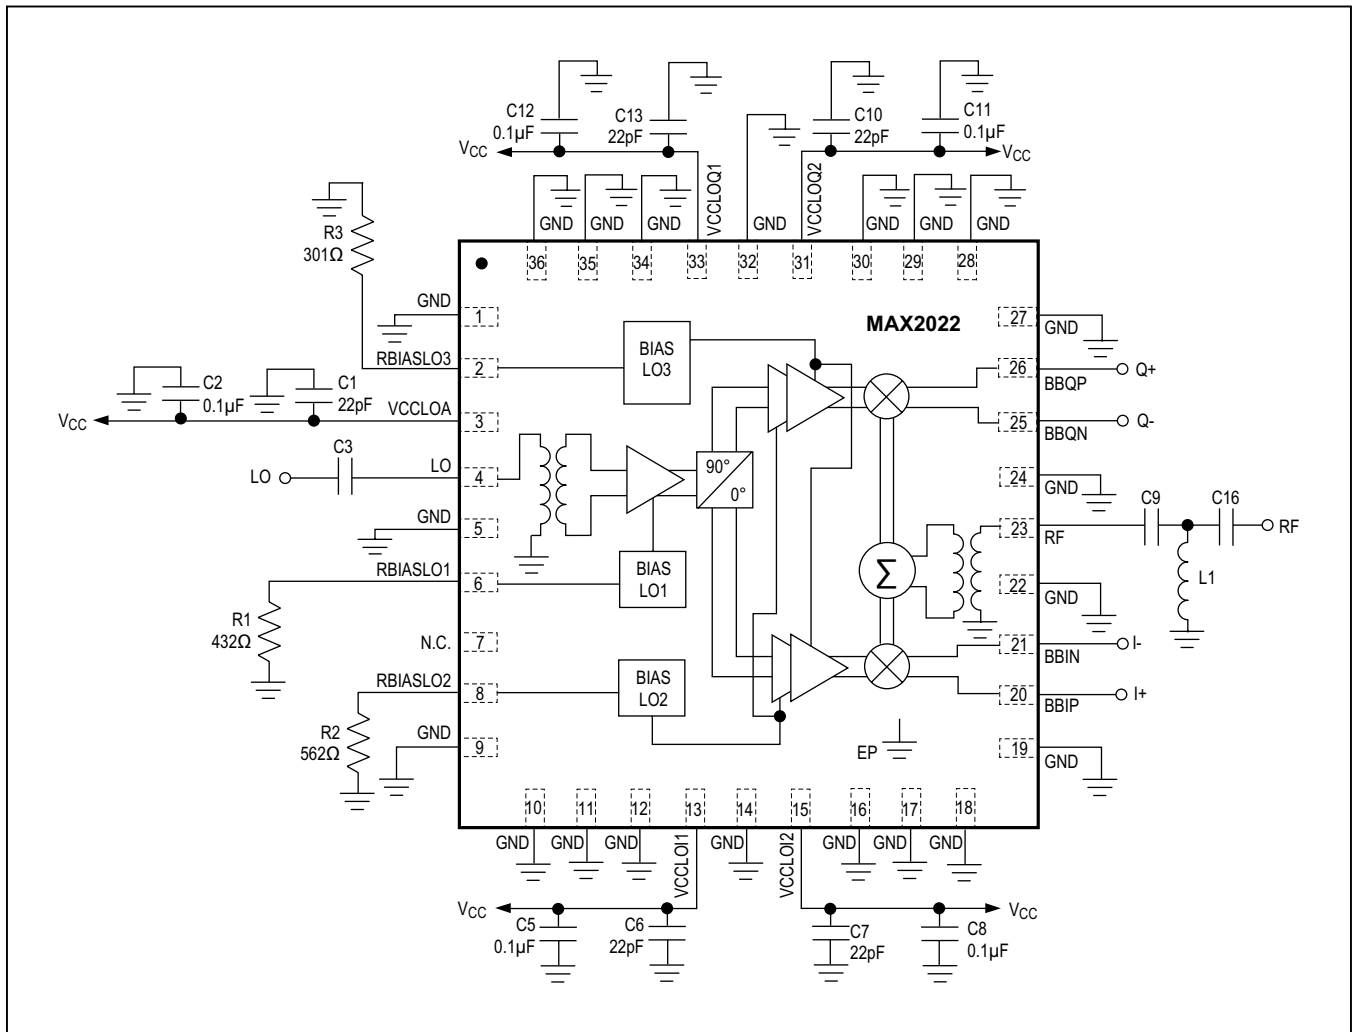 C12
0.1µF
C13
22pF
C10
22pF
C11
0.1µF
VCC
VCC
VCCLOQ1
VCCLOQ2
GND
GND
GND
GND
GND
GND
GND
36
35
34
33
32
31
30
29
28
R3
301Ω
GND
1
MAX2022
27
GND
RBIASLO3
2
BIAS
LO3
26
BBQP
Q+
C2
0.1µF
C1
22pF
VCC
VCCLOA
3
25
BBQN
Q-
LO
C3
LO
4
90°
0°
24
GND
GND
5
23
RF
C9
C16
RF
L1
RBIASLO1
6
BIAS
LO1
Σ
22
GND
R1
432Ω
N.C.
7
21
BBIN
I-
RBIASLO2
8
BIAS
LO2
20
BBIP
I+
R2
562Ω
GND
9
EP
19
GND
10
11
12
13
14
15
16
17
18
GND
GND
GND
VCCLOI1
GND
VCCLOI2
GND
GND
GND
VCC
VCC
C5
0.1µF
C6
22pF
C7
22pF
C8
0.1µF